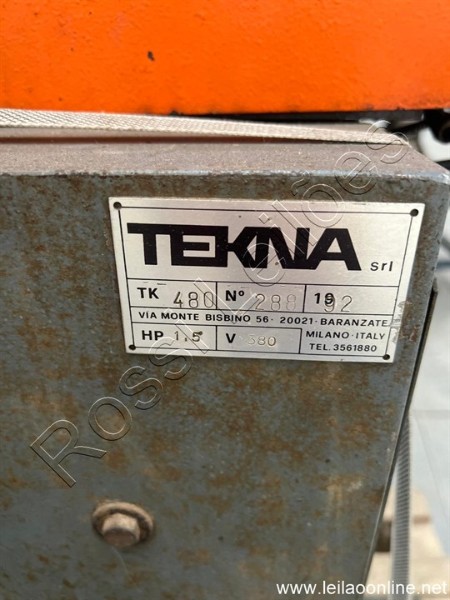 TEKNA srl
TK 480 Nº 288 1992
VIA MONTE BISBINO 56 - 20021 - BARANZATE
HP 1.5 V 380 MILANO - ITALY
TEL. 3561880
Rossi Leilões
www.leilaoonline.net